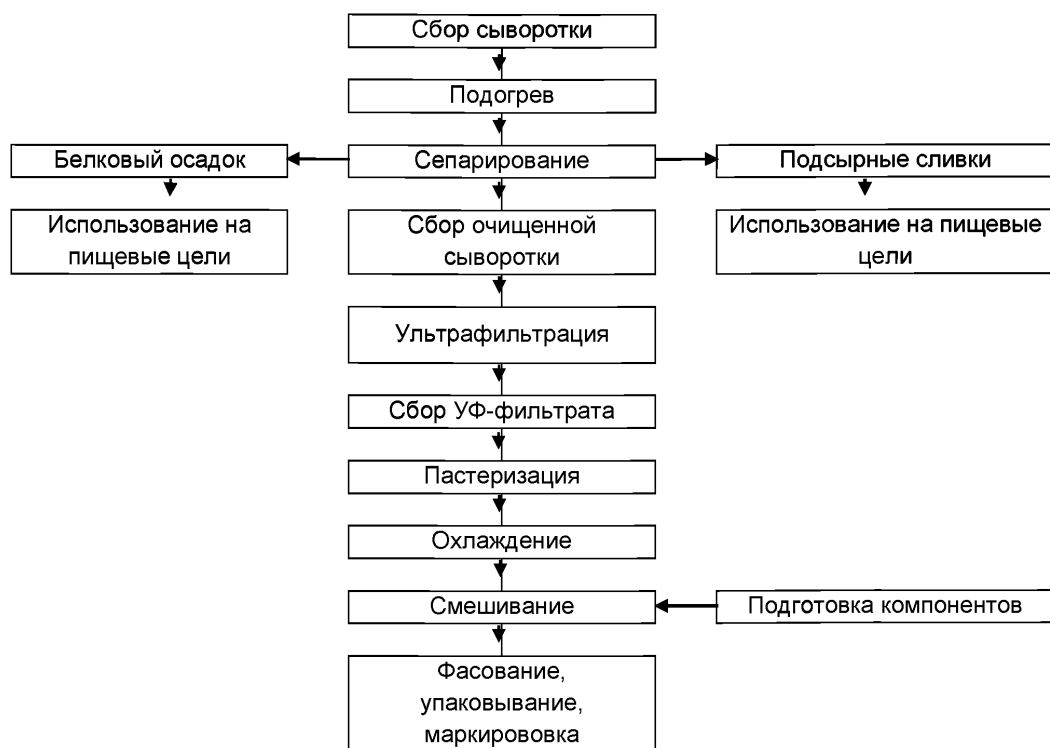 Сбор сыворотки
Подогрев
Белковый осадок
Сепарирование
Подсырные сливки
Использование на
пищевые цели
Сбор очищенной
сыворотки
Использование на пищевые
цели
Ультрафильтрация
Сбор УФ-фильтрата
Пастеризация
Охлаждение
Смешивание
Подготовка компонентов
Фасование,
упаковывание,
маркирововка